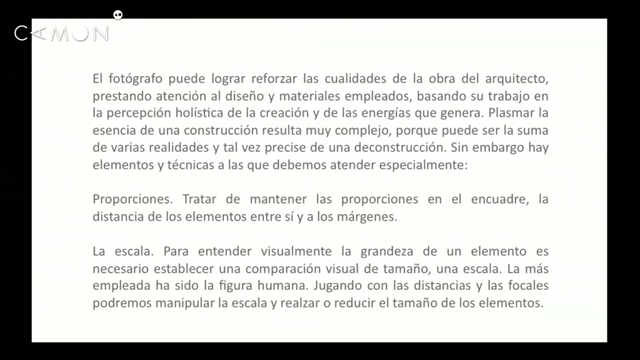 CAMON
El fotógrafo puede lograr reforzar las cualidades de la obra del arquitecto,
prestando atención al diseño y materiales empleados, basando su trabajo en
la percepción holística de la creación y de las energías que genera. Plasmar la
esencia de una construcción resulta muy complejo, porque puede ser la suma
de varias realidades y tal vez precise de una deconstrucción. Sin embargo hay
elementos y técnicas a las que debemos atender especialmente:
Proporciones. Tratar de mantener las proporciones en el encuadre, la
distancia de los elementos entre sí y a los márgenes.
La escala. Para entender visualmente la grandeza de un elemento es
necesario establecer una comparación visual de tamaño, una escala. La más
empleada ha sido la figura humana. Jugando con las distancias y las focales
podremos manipular la escala y realzar o reducir el tamaño de los elementos.